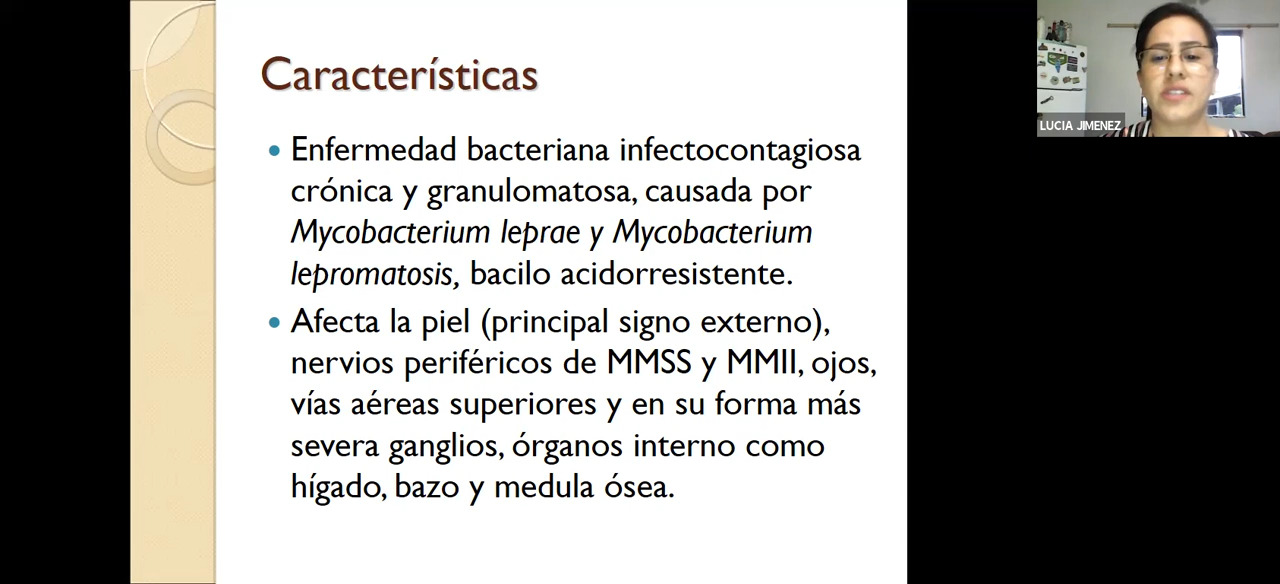 Características
Enfermedad bacteriana infectocontagiosa
crónica y granulomatosa, causada por
Mycobacterium leprae y Mycobacterium
lepromatosis, bacilo acidorresistente.
Afecta la piel (principal signo externo),
nervios periféricos de MMSS y MMII, ojos,
vías aéreas superiores y en su forma más
severa ganglios, órganos interno como
hígado, bazo y medula ósea.
LUCIA JIMENEZ